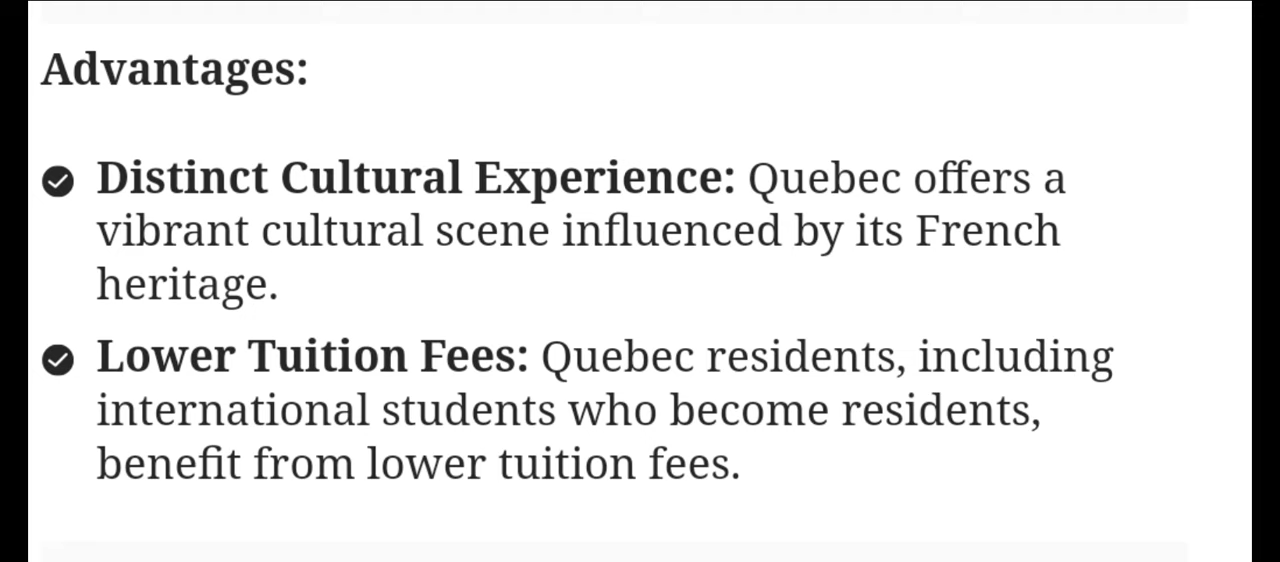 Advantages:
Distinct Cultural Experience: Quebec offers a
vibrant cultural scene influenced by its French
heritage.
Lower Tuition Fees: Quebec residents, including
international students who become residents,
benefit from lower tuition fees.